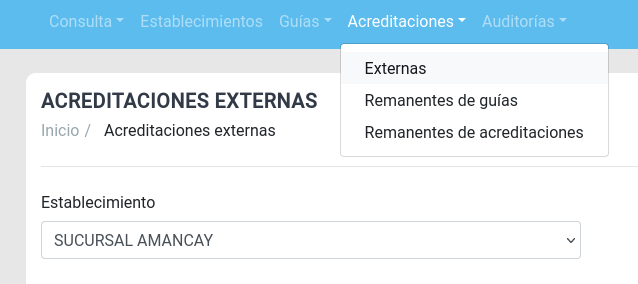 Consulta Establecimientos Guías Acreditaciones Auditorías
Externas
Remanentes de guías
Remanentes de acreditaciones
ACREDITACIONES EXTERNAS
Inicio / Acreditaciones externas
Establecimiento
SUCURSAL AMANCAY